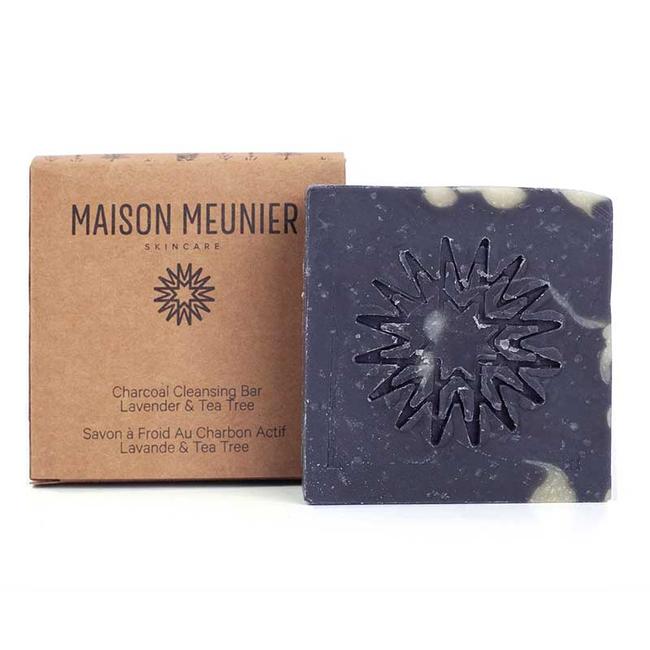 MAISON MEUNIER
SKINCARE
Charcoal Cleansing Bar
Lavender & Tea Tree
Savon à Froid Au Charbon Actif
Lavande & Tea Tree